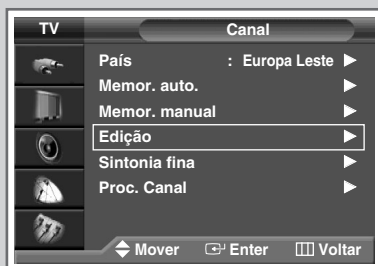 TV Canal
País : Europa Leste
Memor. auto.
Memor. manual
Edição
Sintonia fina
Proc. Canal
Mover Enter Voltar